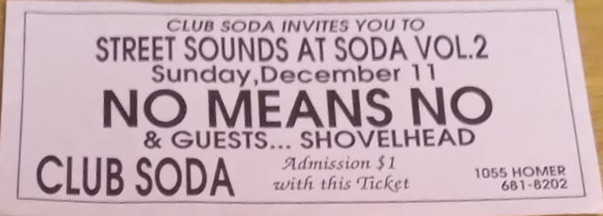 CLUB SODA INVITES YOU TO
STREET SOUNDS AT SODA VOL.2
Sunday,December 11
NO MEANS NO
& GUESTS... SHOVELHEAD
CLUB SODA
Admission $1
with this Ticket
1055 HOMER
681-8202